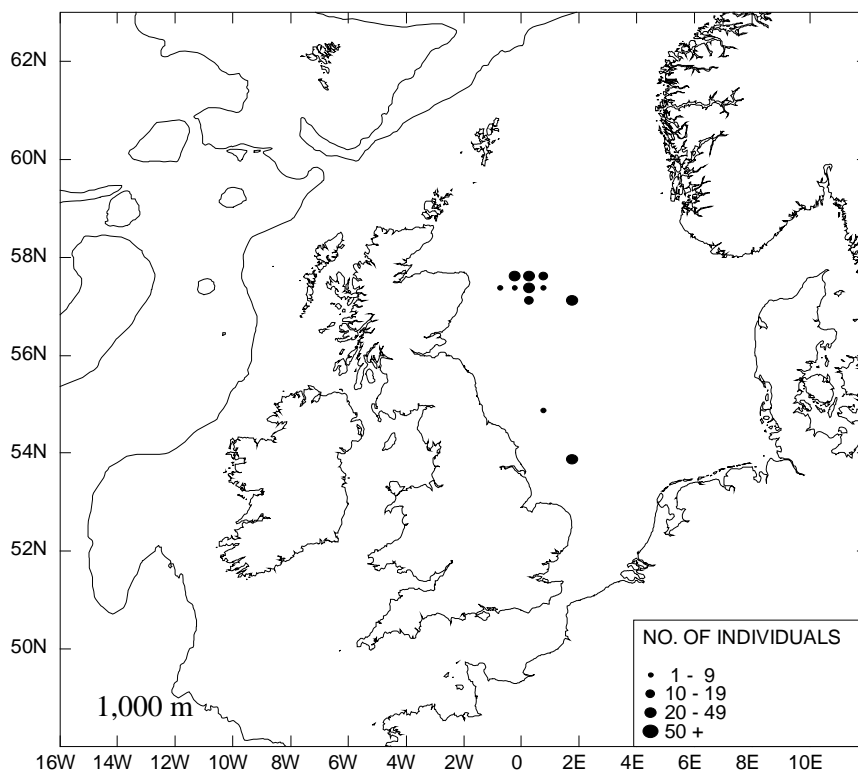 62N
60N
58N
56N
54N
52N
50N
NO. OF INDIVIDUALS
1 - 9
10 - 19
20 - 49
50 +
1,000 m
16W 14W 12W 10W 8W 6W 4W 2W 0 2E 4E 6E 8E 10E